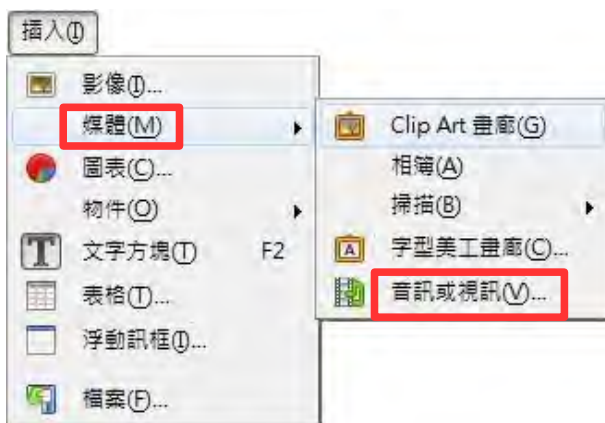 插入(I)
影像(I)...
媒體(M)
圖表(C)...
物件(O)
文字方塊(T) F2
表格(T)...
浮動訊框(I)...
檔案(F)...
Clip Art 畫廊(G)
相簿(A)
掃描(B)
字型美工畫廊(C)...
音訊或視訊(V)...